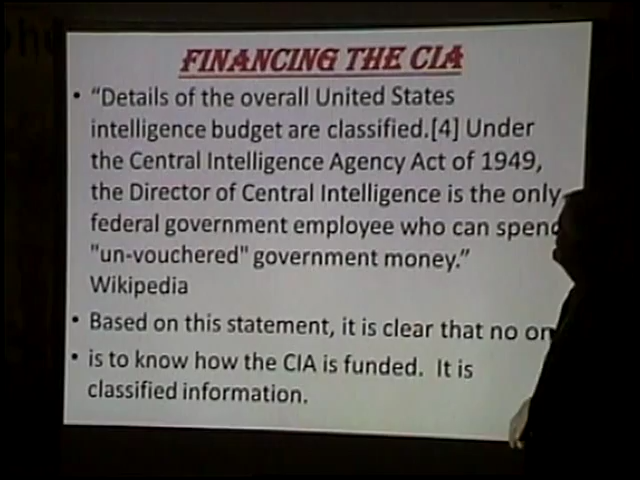 FINANCING THE CIA
• “Details of the overall United States
intelligence budget are classified.[4] Under
the Central Intelligence Agency Act of 1949,
the Director of Central Intelligence is the only
federal government employee who can spend
"un-vouchered" government money.”
Wikipedia
• Based on this statement, it is clear that no on
• is to know how the CIA is funded. It is
classified information.